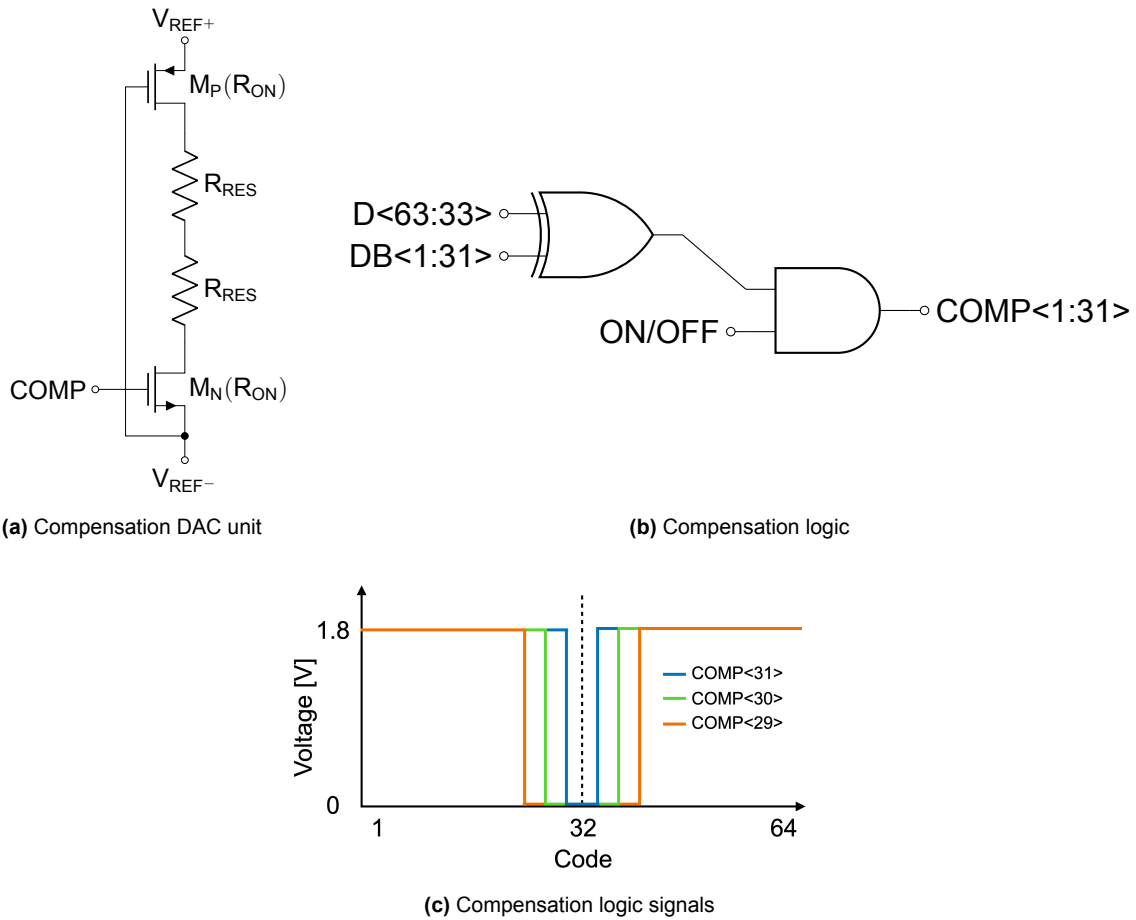 VREF+
MP(RON)
RRES
RRES
COMP
MN(RON)
VREF−
(a) Compensation DAC unit
D<63:33>
DB<1:31>
ON/OFF
COMP<1:31>
(b) Compensation logic
Voltage [V]
1.8
0
1
32
64
Code
COMP<31>
COMP<30>
COMP<29>
(c) Compensation logic signals